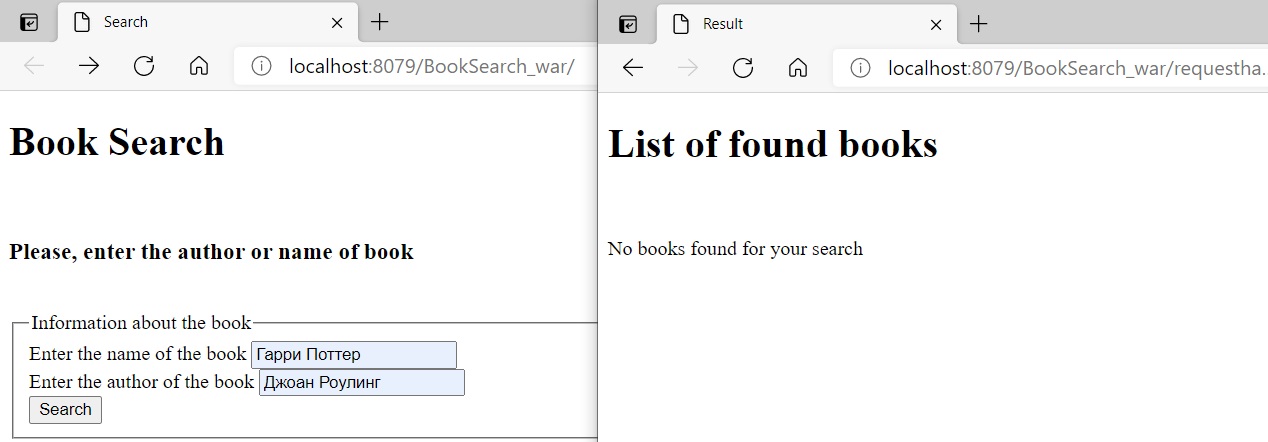 Search
localhost:8079/BookSearch_war/
Book Search
Please, enter the author or name of book
Information about the book
Enter the name of the book Гарри Поттер
Enter the author of the book Джоан Роулинг
Search
Result
localhost:8079/BookSearch_war/requestha.
List of found books
No books found for your search